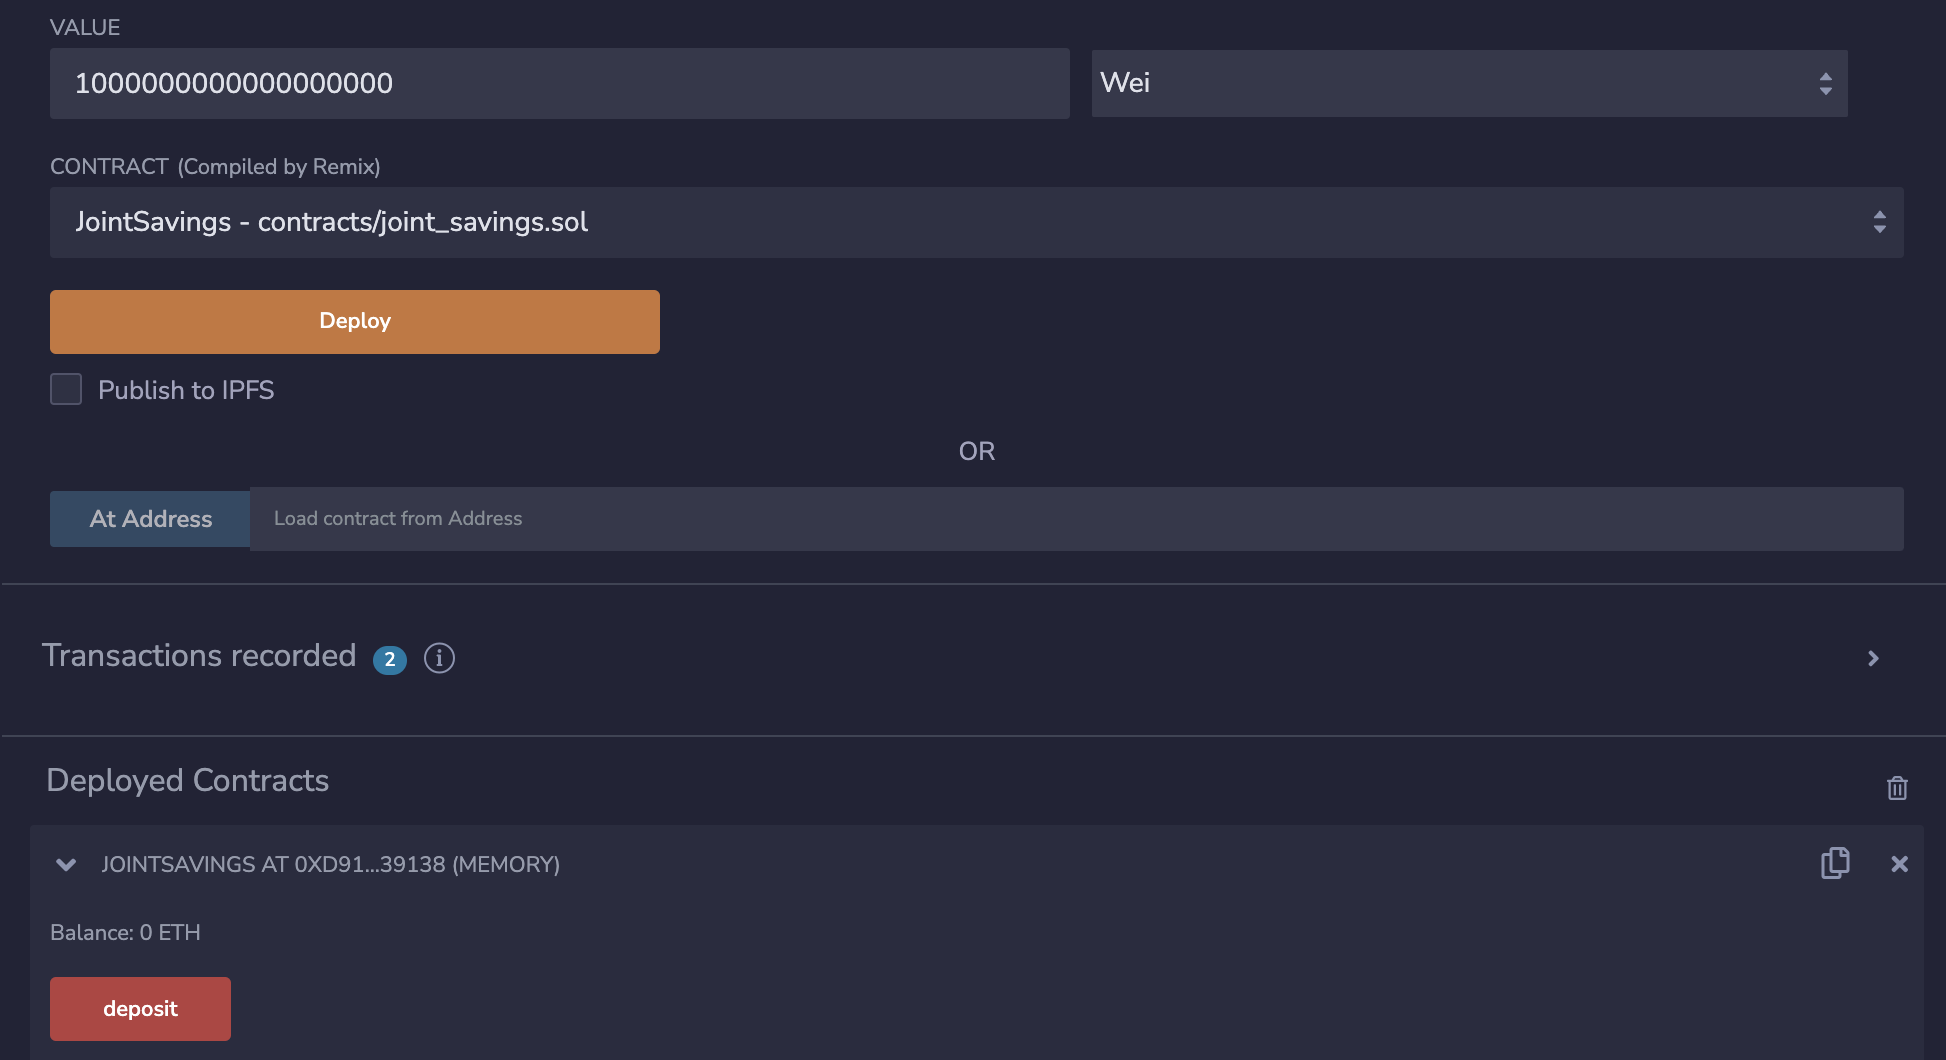 VALUE
1000000000000000000
Wei
CONTRACT (Compiled by Remix)
JointSavings - contracts/joint_savings.sol
Deploy
Publish to IPFS
OR
At Address
Load contract from Address
Transactions recorded 2 i
Deployed Contracts
JOINTSAVINGS AT 0XD91...39138 (MEMORY)
Balance: 0 ETH
deposit